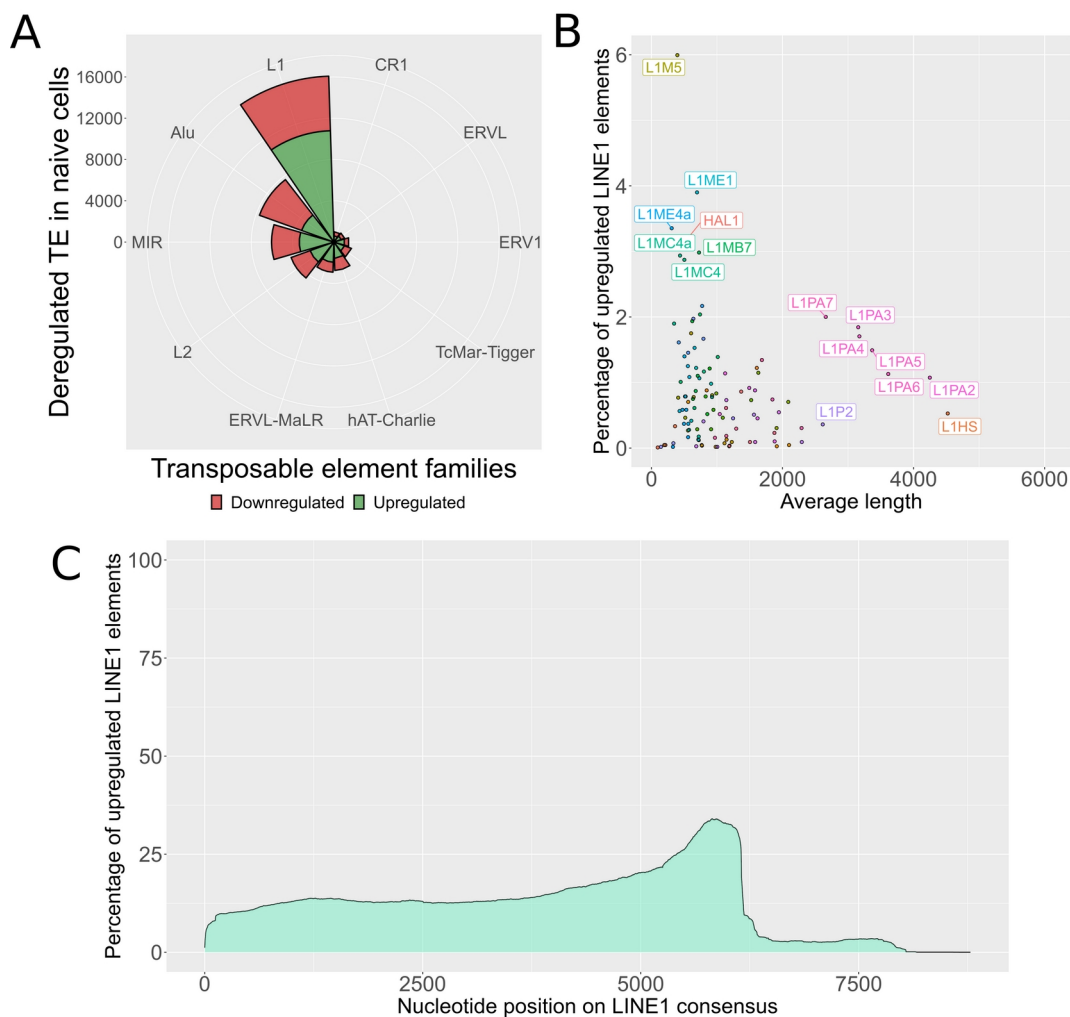 A
Deregulated TE in naive cells
16000
12000
8000
4000
0
L1
CR1
Alu
ERVL
MIR
ERV1
L2
TcMar-Tigger
ERVL-MaLR
hAT-Charlie
Transposable element families
Downregulated
Upregulated
B
Percentage of upregulated LINE1 elements
6
4
2
0
L1M5
L1ME1
L1ME4a
HAL1
L1MC4a
L1MB7
L1MC4
L1PA7
L1PA3
L1PA4
L1PA5
L1PA6
L1PA2
L1P2
L1HS
0
2000
4000
6000
Average length
C
Percentage of upregulated LINE1 elements
100
75
50
25
0
0
2500
5000
7500
Nucleotide position on LINE1 consensus